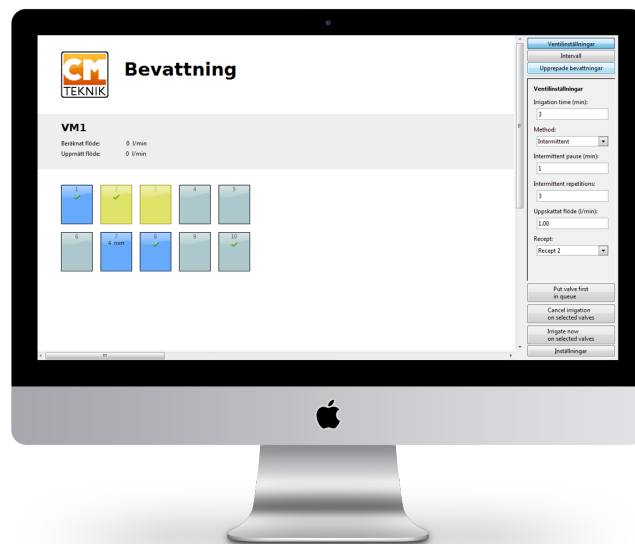 CM
TEKNIK
Bevattning
VM1
Beräknat flöde: 0 l/min
Uppmätt flöde: 0 l/min
1 2 3 4 5
6 7 8 9 10
4 min
Ventilinställningar
Intervall
Upprepade bevattningar
Ventilinställningar
Irrigation time (min):
3
Method:
Intermittent
Intermittent pause (min):
1
Intermittent repetitions:
3
Uppskattat flöde (l/min):
1.00
Recept:
Recept 2
Put valve first
in queue
Cancel irrigation
on selected valves
Irrigate now
on selected valves
Inställningar